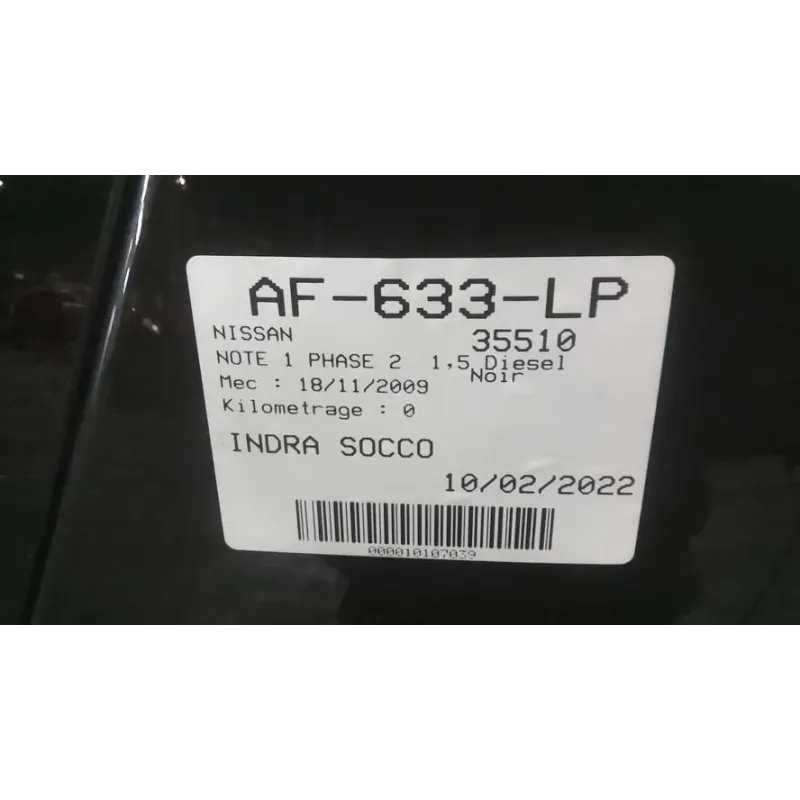 AF-633-LP
NISSAN 35510
NOTE 1 PHASE 2 1,5 Diesel
Noir
Mec : 18/11/2009
Kilometrage : 0
INDRA SOCCO
10/02/2022
000010107039